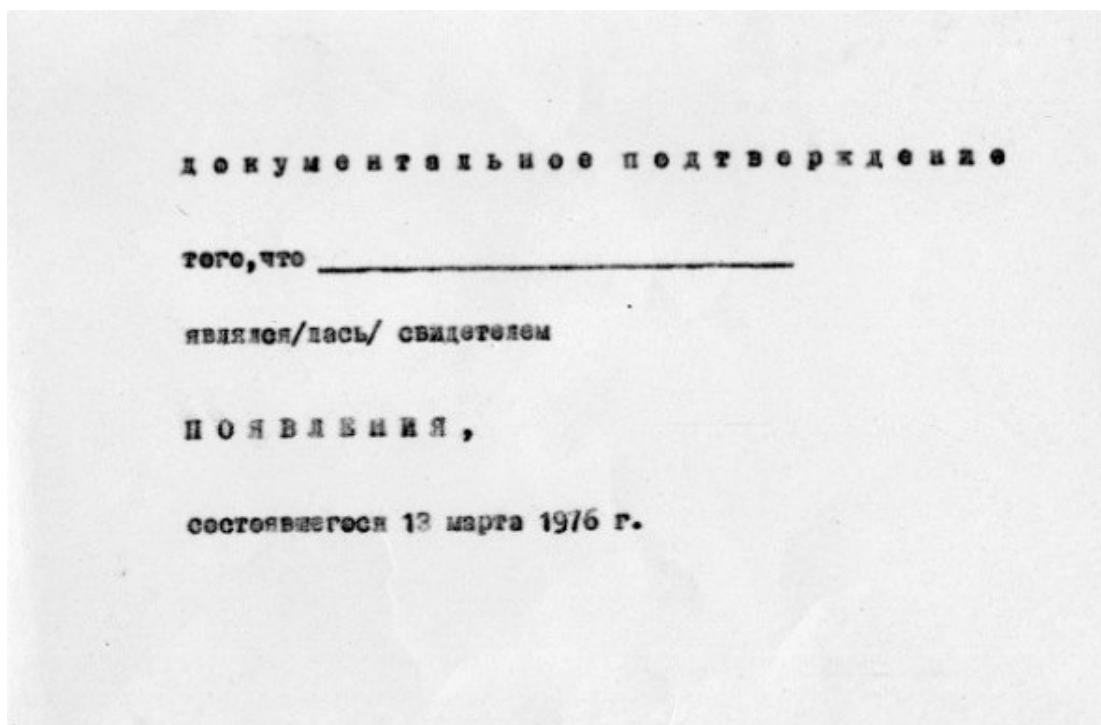 документальное подтверждение
того,что
являлся/лась/ свидетелем
ПОЯВЛЕНИЯ,
состоявшегося 13 марта 1976 г.